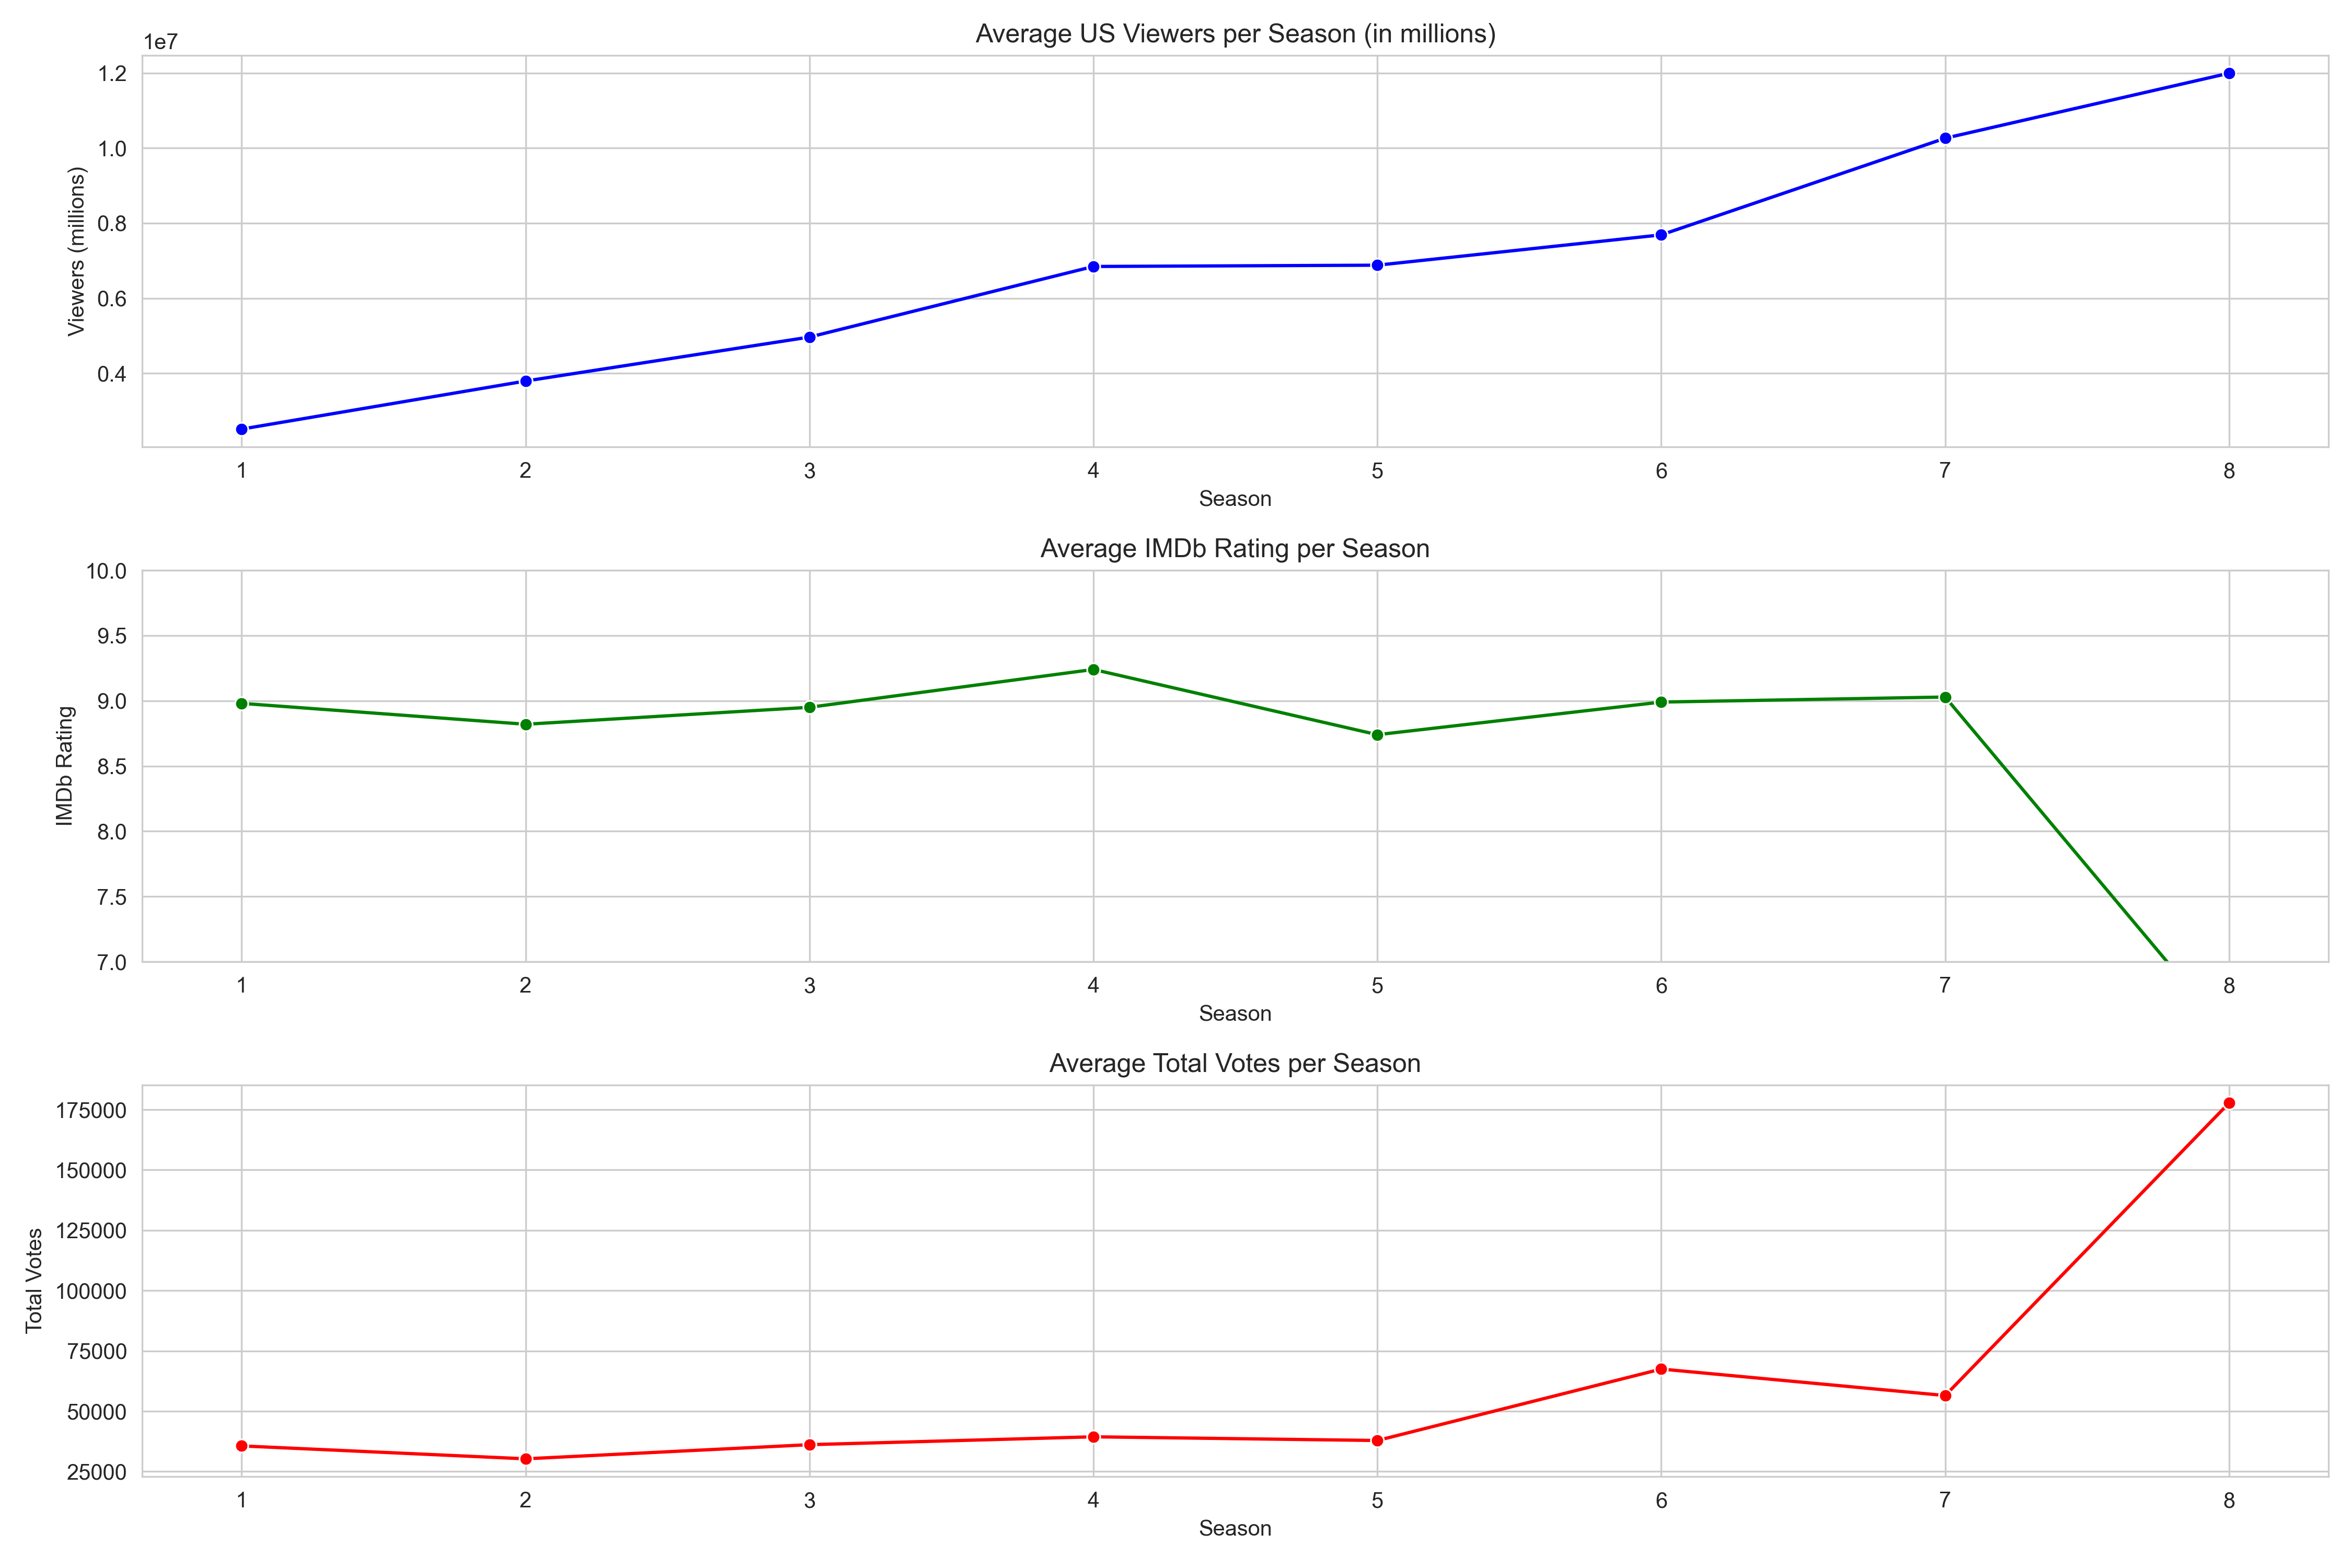 Average US Viewers per Season (in millions)
1e7
1.2
1.0
0.8
0.6
0.4
Viewers (millions)
1 2 3 4 5 6 7 8
Season
Average IMDb Rating per Season
10.0
9.5
9.0
8.5
8.0
7.5
7.0
IMDb Rating
1 2 3 4 5 6 7 8
Season
Average Total Votes per Season
175000
150000
125000
100000
75000
50000
25000
Total Votes
1 2 3 4 5 6 7 8
Season